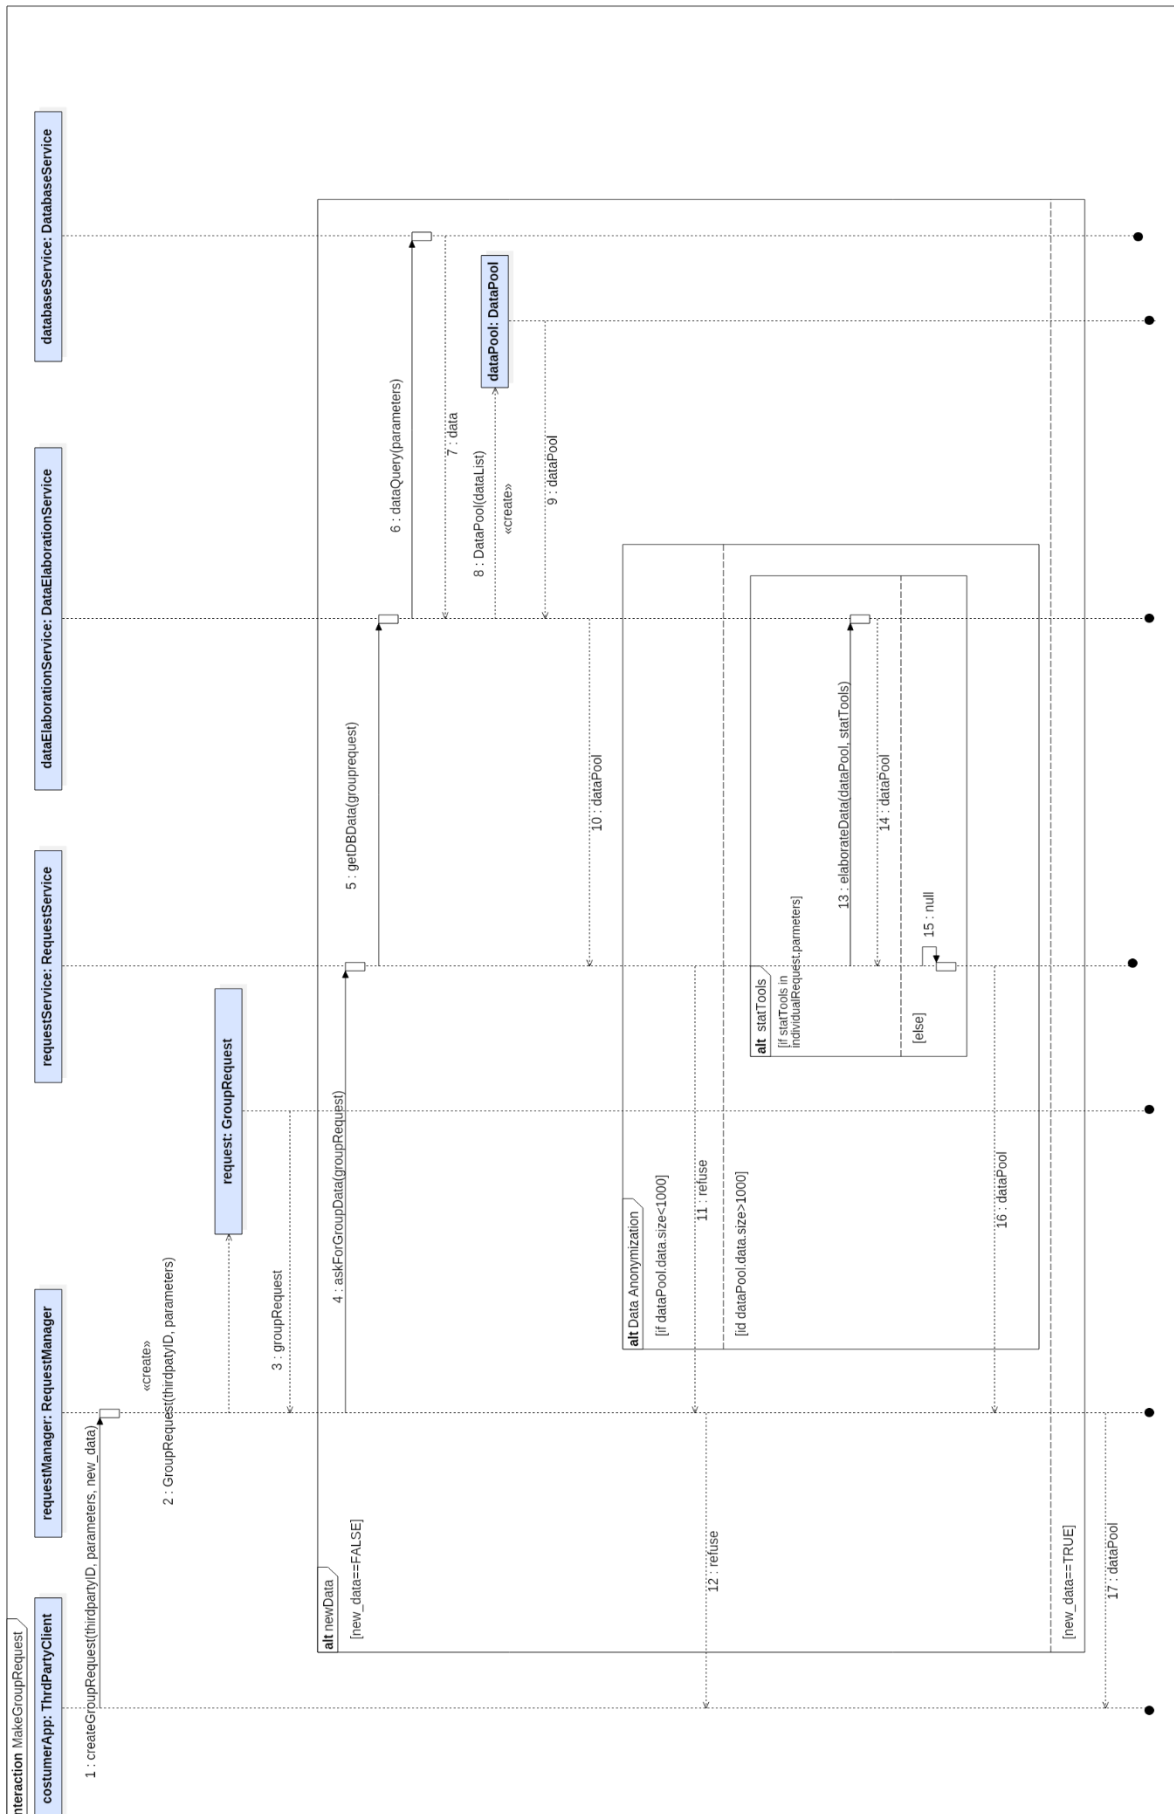 nteraction MakeGroupRequest
costumerApp: ThrdPartyClient
requestManager: RequestManager
requestService: RequestService
dataElaborationService: DataElaborationService
databaseService: DatabaseService
1 : createGroupRequest(thirdpartyID, parameters, new_data)
«create»
2 : GroupRequest(thirdpatyID, parameters)
request: GroupRequest
3 : groupRequest
alt newData
[new_data==FALSE]
4 : askForGroupData(groupRequest)
5 : getDBData(grouprequest)
6 : dataQuery(parameters)
7 : data
8 : DataPool(dataList)
«create»
dataPool: DataPool
9 : dataPool
10 : dataPool
alt Data Anonymization
[if dataPool.data.size<1000]
11 : refuse
12 : refuse
[id dataPool.data.size>1000]
alt statTools
[if statTools in
individualRequest.parmeters]
13 : elaborateData(dataPool, statTools)
14 : dataPool
[else]
15 : null
16 : dataPool
[new_data==TRUE]
17 : dataPool